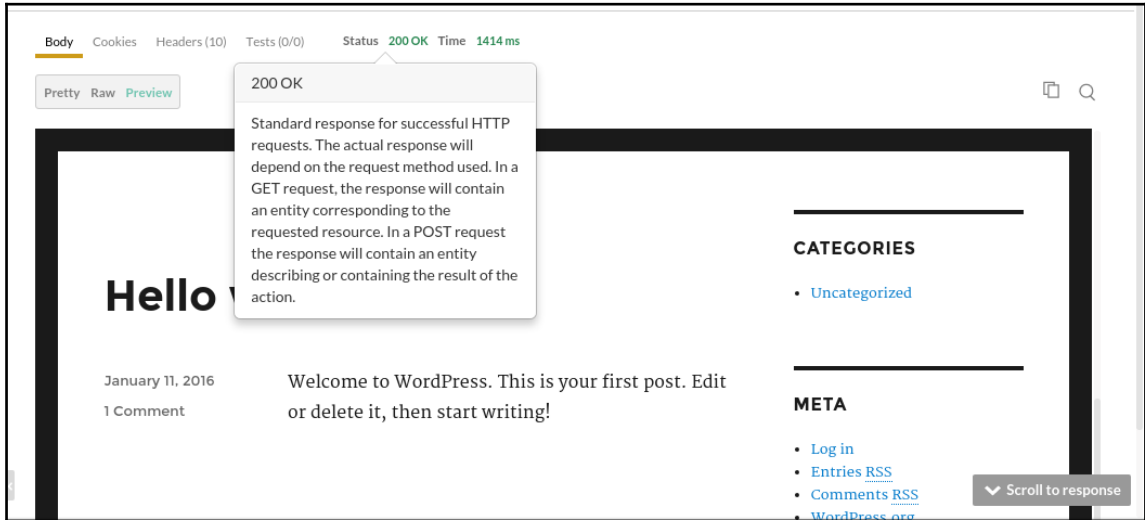 Body Cookies Headers (10) Tests (0/0) Status 200 OK Time 1414 ms
Pretty Raw Preview
200 OK
Standard response for successful HTTP
requests. The actual response will
depend on the request method used. In a
GET request, the response will contain
an entity corresponding to the
requested resource. In a POST request
the response will contain an entity
describing or containing the result of the
action.
Hello
January 11, 2016
1 Comment
Welcome to WordPress. This is your first post. Edit
or delete it, then start writing!
CATEGORIES
• Uncategorized
META
• Log in
• Entries RSS
• Comments RSS
• WordPress.org
Scroll to response